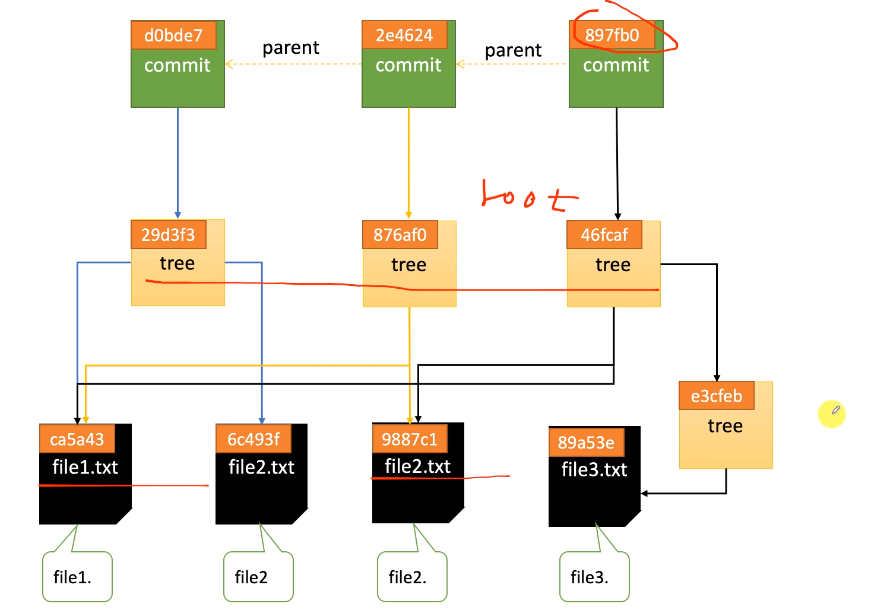 d0bde7
commit
parent
2e4624
commit
parent
897fb0
commit
root
29d3f3
tree
876af0
tree
46fcaf
tree
e3cfeb
tree
ca5a43
file1.txt
6c493f
file2.txt
9887c1
file2.txt
89a53e
file3.txt
file1.
file2
file2.
file3.